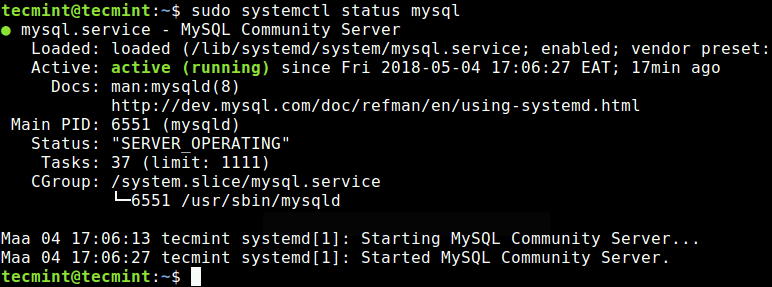 tecmint@tecmint:~$ sudo systemctl status mysql
● mysql.service - MySQL Community Server
   Loaded: loaded (/lib/systemd/system/mysql.service; enabled; vendor preset:
   Active: active (running) since Fri 2018-05-04 17:06:27 EAT; 17min ago
     Docs: man:mysqld(8)
           http://dev.mysql.com/doc/refman/en/using-systemd.html
 Main PID: 6551 (mysqld)
   Status: "SERVER_OPERATING"
    Tasks: 37 (limit: 1111)
   CGroup: /system.slice/mysql.service
           └─6551 /usr/sbin/mysqld

Maa 04 17:06:13 tecmint systemd[1]: Starting MySQL Community Server...
Maa 04 17:06:27 tecmint systemd[1]: Started MySQL Community Server.
tecmint@tecmint:~$